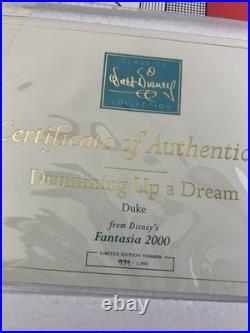 CLASSICS
Walt Disney
COLLECTION
Certificate of Authentic
Drumming Up a Dream
Duke
from Disney's
Fantasia 2000
LIMITED EDITION NUMBER
/ 2,000